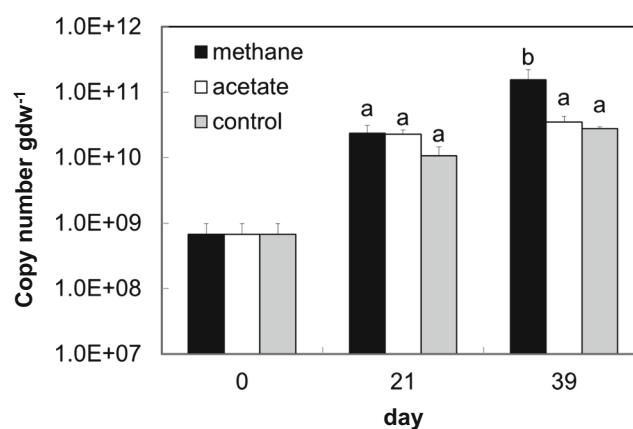 1.0E+12
1.0E+11
1.0E+10
1.0E+09
1.0E+08
1.0E+07
Copy number gdw⁻¹
methane
acetate
control
a a a
b a a
0 21 39
day